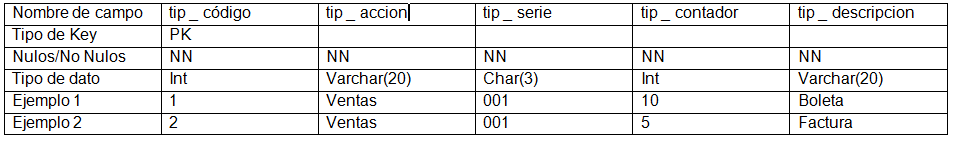 Nombre de campo tip _ código tip _ accion tip _ serie tip _ contador tip _ descripcion
Tipo de Key PK
Nulos/No Nulos NN NN NN NN NN
Tipo de dato Int Varchar(20) Char(3) Int Varchar(20)
Ejemplo 1 1 Ventas 001 10 Boleta
Ejemplo 2 2 Ventas 001 5 Factura